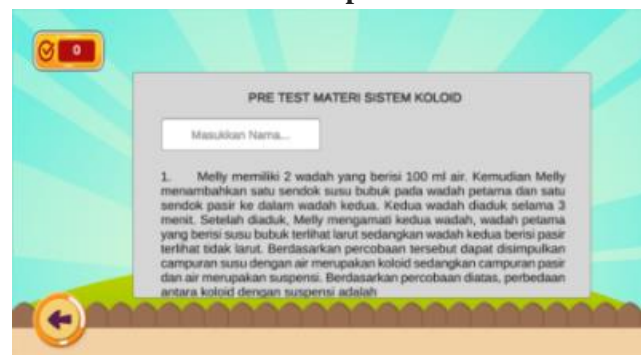 0
PRE TEST MATERI SISTEM KOLOID
Masukkan Nama...
1. Melly memiliki 2 wadah yang berisi 100 ml air. Kemudian Melly
menambahkan satu sendok susu bubuk pada wadah petama dan satu
sendok pasir ke dalam wadah kedua. Kedua wadah diaduk selama 3
menit. Setelah diaduk, Melly mengamati kedua wadah, wadah petama
yang berisi susu bubuk terlihat larut sedangkan wadah kedua berisi pasir
terlihat tidak larut. Berdasarkan percobaan tersebut dapat disimpulkan
campuran susu dengan air merupakan koloid sedangkan campuran pasir
dan air merupakan suspensi. Berdasarkan percobaan diatas, perbedaan
antara koloid dengan suspensi adalah